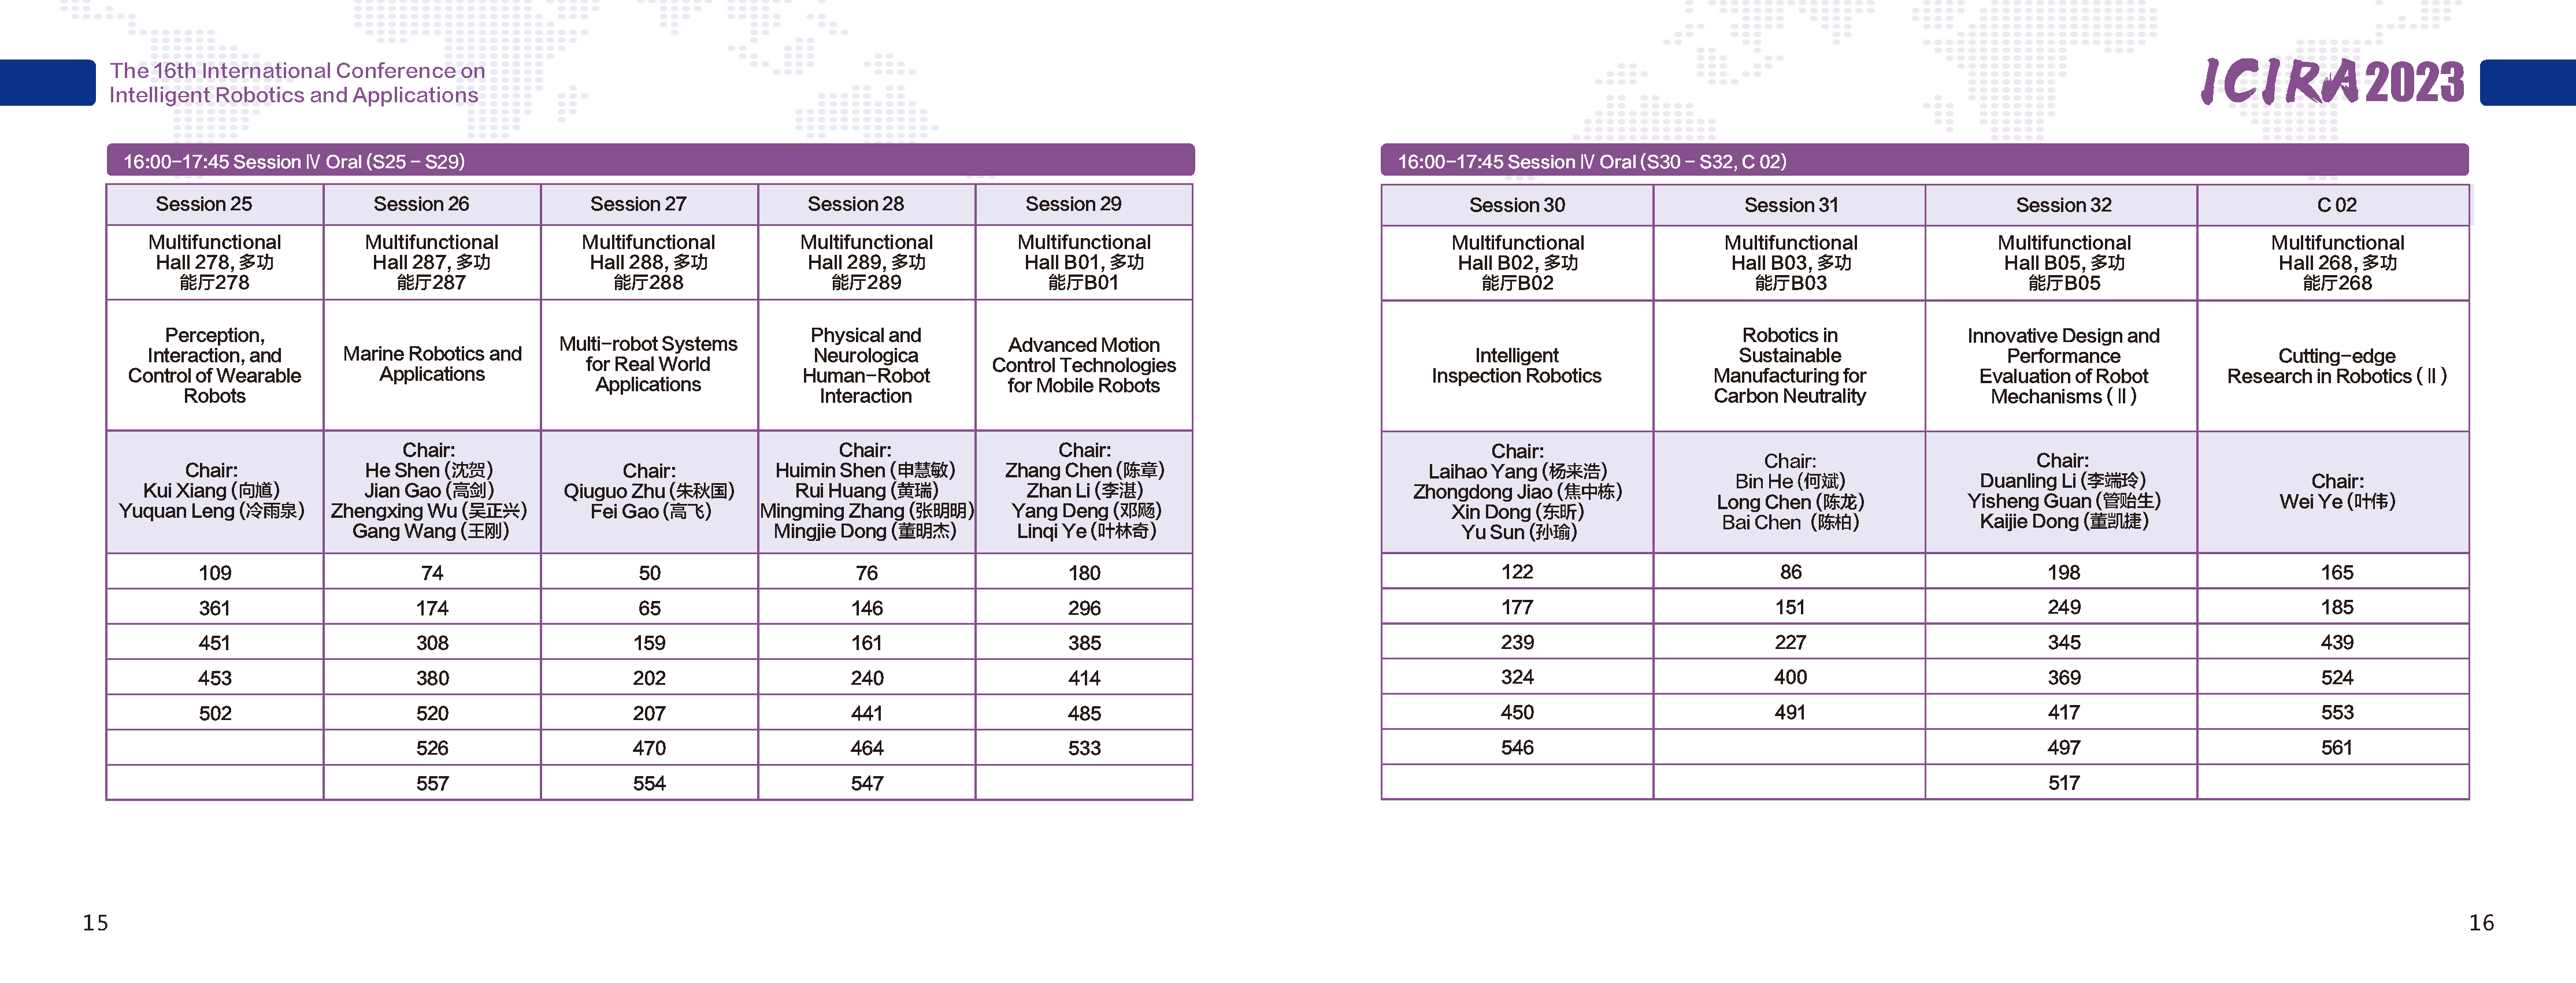 The 16th International Conference on
Intelligent Robotics and Applications
ICIRA2023
16:00-17:45 Session Ⅳ Oral (S25 - S29)
Session 25
Session 26
Session 27
Session 28
Session 29
Multifunctional
Hall 278, 多功
能厅278
Multifunctional
Hall 287, 多功
能厅287
Multifunctional
Hall 288, 多功
能厅288
Multifunctional
Hall 289, 多功
能厅289
Multifunctional
Hall B01, 多功
能厅B01
Perception,
Interaction, and
Control of Wearable
Robots
Marine Robotics and
Applications
Multi-robot Systems
for Real World
Applications
Physical and
Neurologica
Human-Robot
Interaction
Advanced Motion
Control Technologies
for Mobile Robots
Chair:
Kui Xiang (向馗)
Yuquan Leng (冷雨泉)
Chair:
He Shen (沈贺)
Jian Gao (高剑)
Zhengxing Wu (吴正兴)
Gang Wang (王刚)
Chair:
Qiuguo Zhu (朱秋国)
Fei Gao (高飞)
Chair:
Huimin Shen (申慧敏)
Rui Huang (黄瑞)
Mingming Zhang (张明明)
Mingjie Dong (董明杰)
Chair:
Zhang Chen (陈章)
Zhan Li (李湛)
Yang Deng (邓飏)
Linqi Ye (叶林奇)
109 74 50 76 180
361 174 65 146 296
451 308 159 161 385
453 380 202 240 414
502 520 207 441 485
526 470 464 533
557 554 547
15
16:00-17:45 Session Ⅳ Oral (S30 - S32, C 02)
Session 30
Session 31
Session 32
C 02
Multifunctional
Hall B02, 多功
能厅B02
Multifunctional
Hall B03, 多功
能厅B03
Multifunctional
Hall B05, 多功
能厅B05
Multifunctional
Hall 268, 多功
能厅268
Intelligent
Inspection Robotics
Robotics in
Sustainable
Manufacturing for
Carbon Neutrality
Innovative Design and
Performance
Evaluation of Robot
Mechanisms (Ⅱ)
Cutting-edge
Research in Robotics (Ⅱ)
Chair:
Laihao Yang (杨来浩)
Zhongdong Jiao (焦中栋)
Xin Dong (东昕)
Yu Sun (孙瑜)
Chair:
Bin He (何斌)
Long Chen (陈龙)
Bai Chen (陈柏)
Chair:
Duanling Li (李端玲)
Yisheng Guan (管贻生)
Kaijie Dong (董凯捷)
Chair:
Wei Ye (叶伟)
122 86 198 165
177 151 249 185
239 227 345 439
324 400 369 524
450 491 417 553
546 497 561
517
16